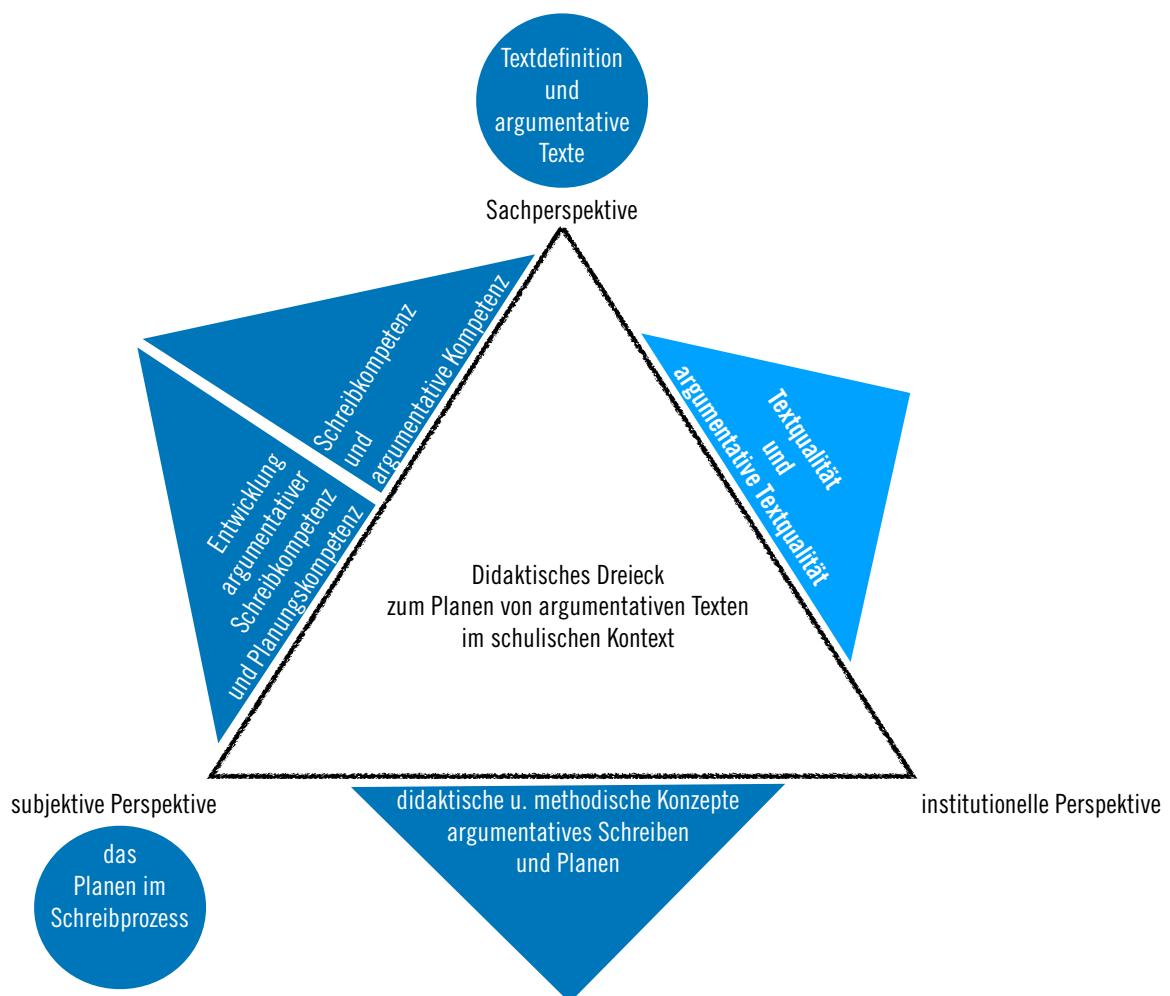 Textdefinition
und
argumentative
Texte
Sachperspektive
Schreibkompetenz
und
argumentative Kompetenz
Entwicklung
argumentativer
Schreibkompetenz
und Planungskompetenz
Textqualität
und
argumentative Textqualität
Didaktisches Dreieck
zum Planen von argumentativen Texten
im schulischen Kontext
subjektive Perspektive
institutionelle Perspektive
didaktische u. methodische Konzepte
argumentatives Schreiben
und Planen
das
Planen im
Schreibprozess